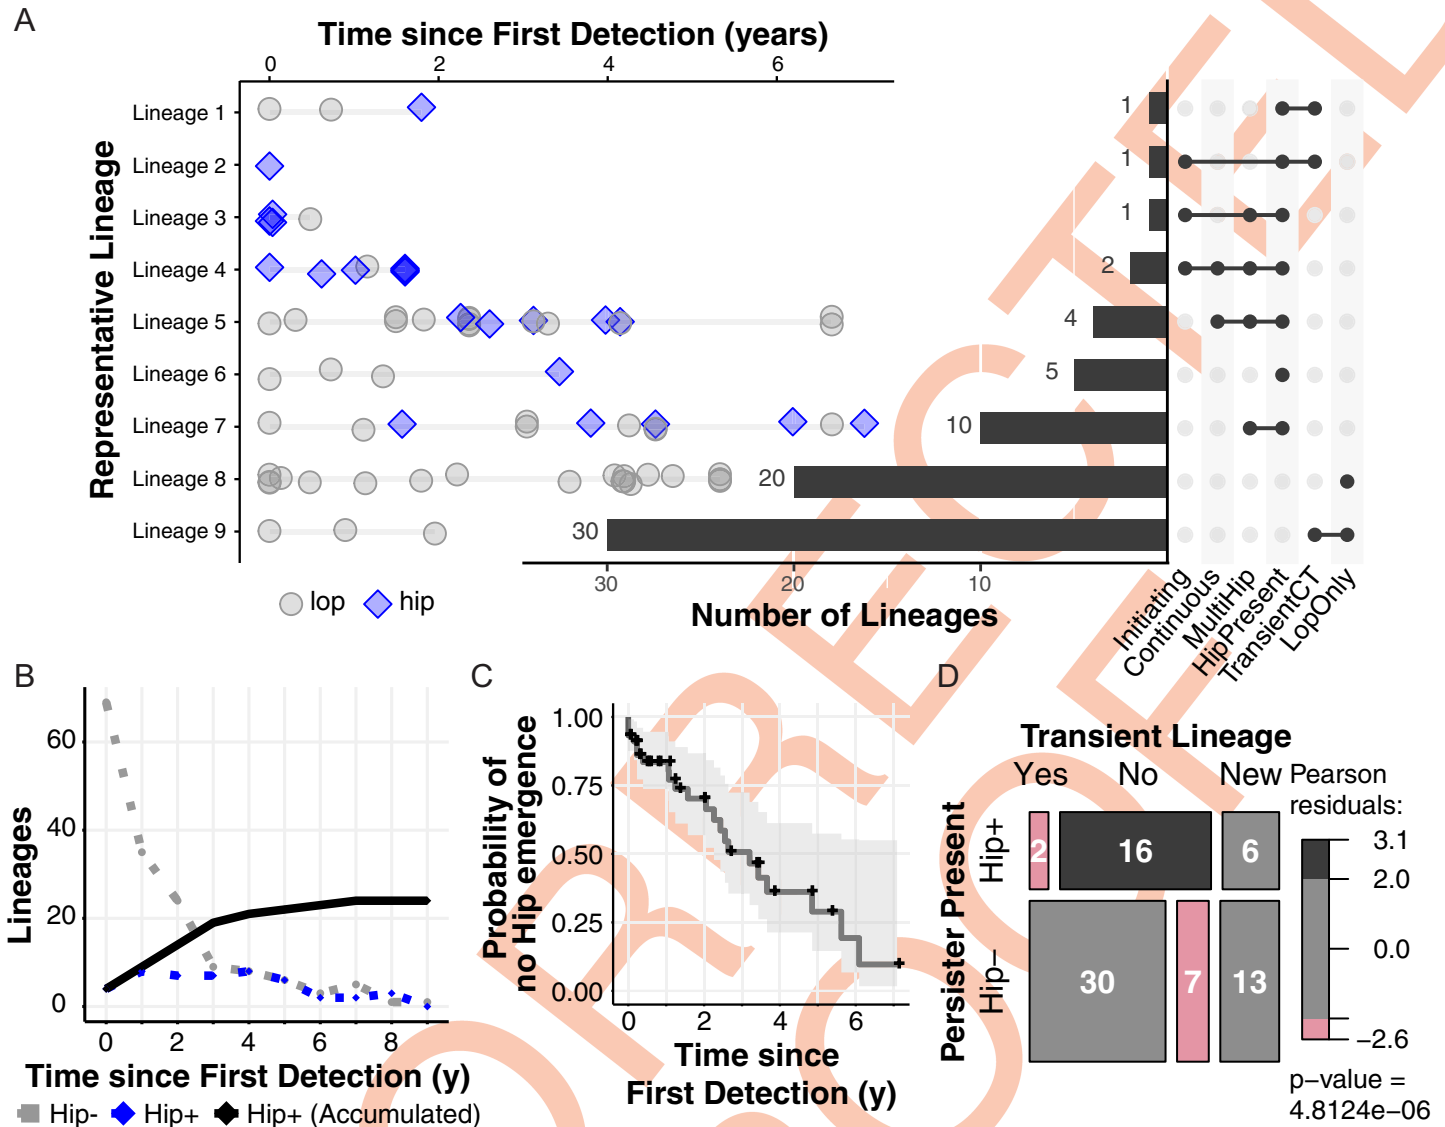 A
Time since First Detection (years)
0 2 4 6
Representative Lineage
Lineage 1
Lineage 2
Lineage 3
Lineage 4
Lineage 5
Lineage 6
Lineage 7
Lineage 8
Lineage 9
lop hip
1
1
1
2
4
5
10
20
30
30 20 10
Number of Lineages
Initiating
Continuous
MultiHip
HipPresent
TransientCT
LopOnly
B
Lineages
60
40
20
0
0 2 4 6 8
Time since First Detection (y)
Hip- Hip+ Hip+ (Accumulated)
C
Probability of
no Hip emergence
1.00
0.75
0.50
0.25
0.00
0 2 4 6
Time since
First Detection (y)
D
Transient Lineage
Yes No New
Persister Present
Hip+
Hip−
2 16 6
30 7 13
Pearson
residuals:
3.1
2.0
0.0
−2.6
p−value =
4.8124e−06